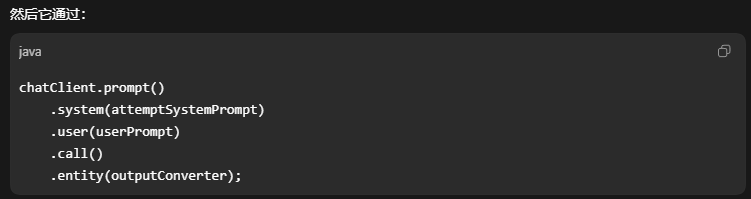 然后它通过：
java
chatClient.prompt()
    .system(attemptSystemPrompt)
    .user(userPrompt)
    .call()
    .entity(outputConverter);